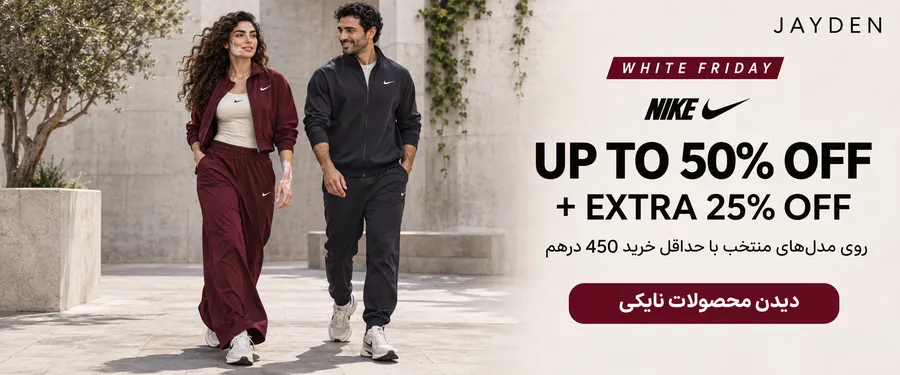 JAYDEN
WHITE FRIDAY
NIKE
UP TO 50% OFF
+ EXTRA 25% OFF
روی مدل‌های منتخب با حداقل خرید 450 درهم
دیدن محصولات نایکی